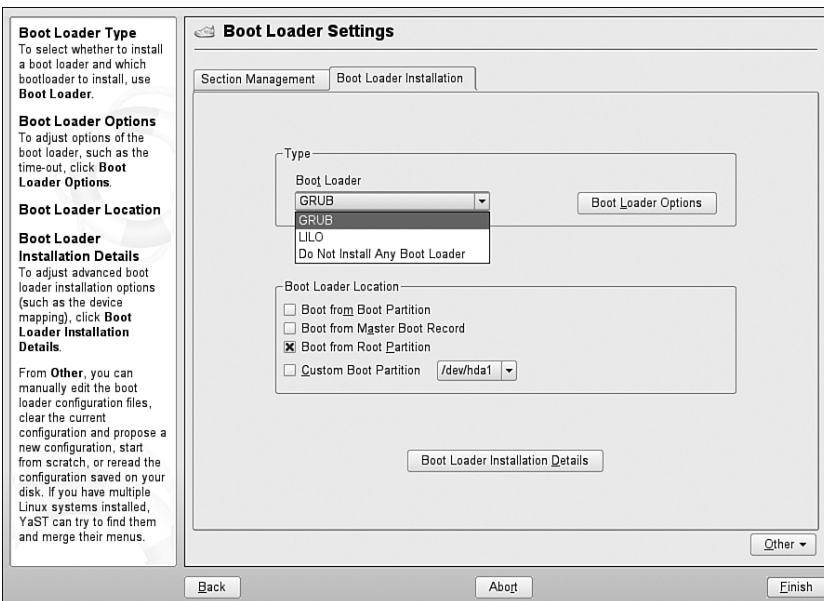 Boot Loader Type
To select whether to install
a boot loader and which
bootloader to install, use
Boot Loader.
Boot Loader Options
To adjust options of the
boot loader, such as the
time-out, click Boot
Loader Options.
Boot Loader Location
Boot Loader
Installation Details
To adjust advanced boot
loader installation options
(such as the device
mapping), click Boot
Loader Installation
Details.
From Other, you can
manually edit the boot
loader configuration files,
clear the current
configuration and propose a
new configuration, start
from scratch, or reread the
configuration saved on your
disk. If you have multiple
Linux systems installed,
YaST can try to find them
and merge their menus.
Boot Loader Settings
Section Management
Boot Loader Installation
Type
Boot Loader
GRUB
Boot Loader Options
GRUB
LILO
Do Not Install Any Boot Loader
Boot Loader Location
Boot from Boot Partition
Boot from Master Boot Record
Boot from Root Partition
Custom Boot Partition /dev/hda1
Boot Loader Installation Details
Other
Back
Abort
Finish